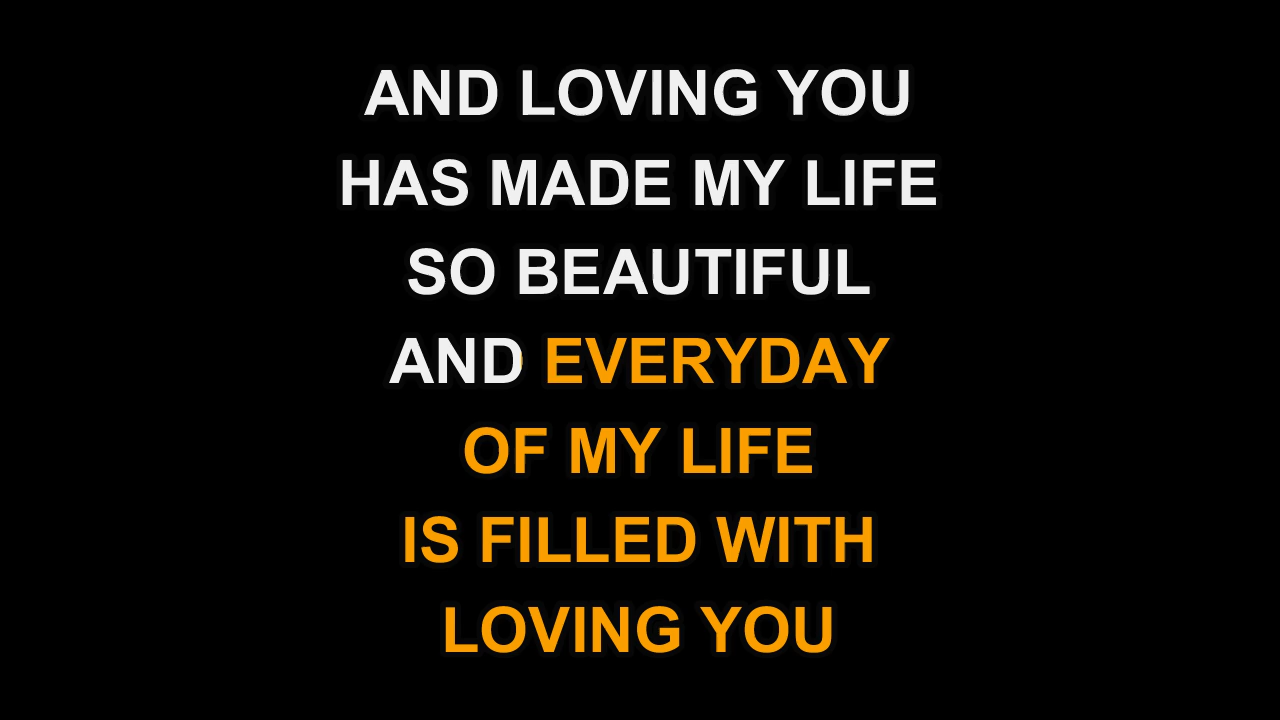 AND LOVING YOU
HAS MADE MY LIFE
SO BEAUTIFUL
AND EVERYDAY
OF MY LIFE
IS FILLED WITH
LOVING YOU